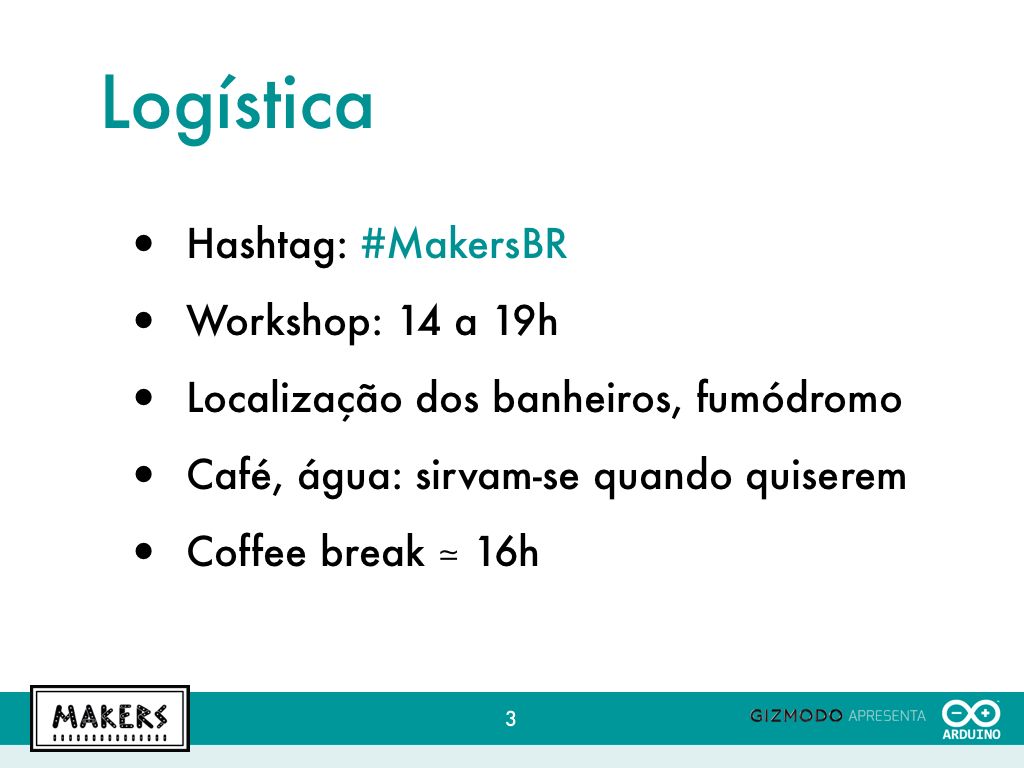 Logística
• Hashtag: #MakersBR
• Workshop: 14 a 19h
• Localização dos banheiros, fumódromo
• Café, água: sirvam-se quando quiserem
• Coffee break ≃ 16h
MAKERS
3
GIZMODO APRESENTA
ARDUINO